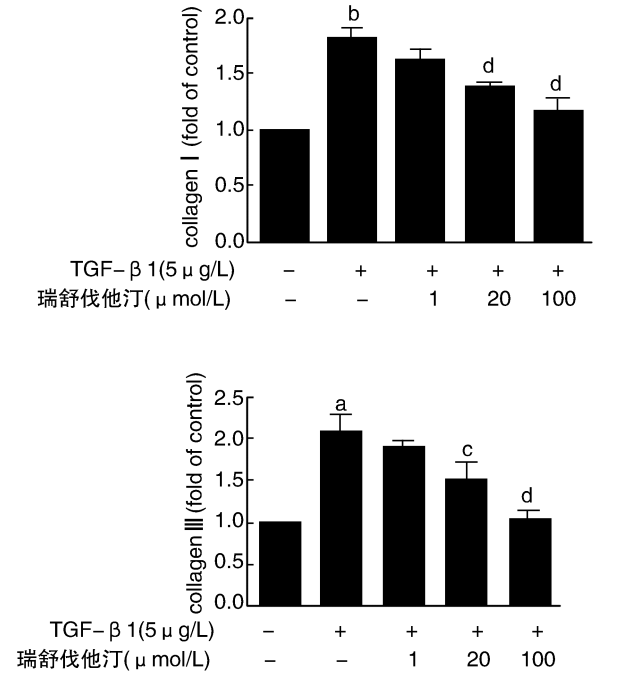 collagen Ⅰ (fold of control)
2.0
1.5
1.0
0.5
0.0
b
d
d
TGF-β1(5μg/L) - + + + +
瑞舒伐他汀(μmol/L) - - 1 20 100
collagen Ⅲ (fold of control)
2.5
2.0
1.5
1.0
0.5
0.0
a
c
d
TGF-β1(5μg/L) - + + + +
瑞舒伐他汀(μmol/L) - - 1 20 100